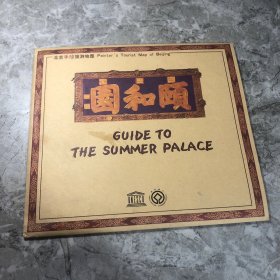 北京手绘旅游地图 Painter's Tourist Map of Beijing
園和頤
GUIDE TO
THE SUMMER PALACE
UNESCO